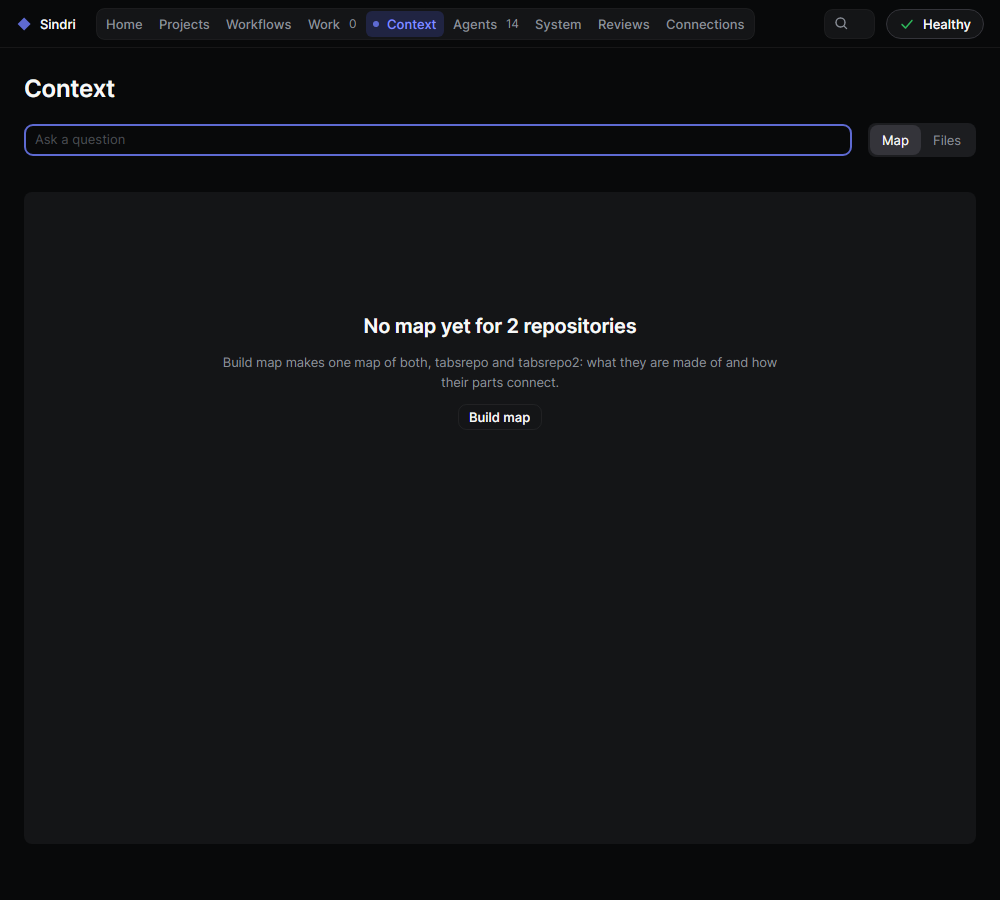 Sindri
Home Projects Workflows Work 0 Context Agents 14 System Reviews Connections
Healthy
Context
Ask a question
Map Files
No map yet for 2 repositories
Build map makes one map of both, tabsrepo and tabsrepo2: what they are made of and how
their parts connect.
Build map